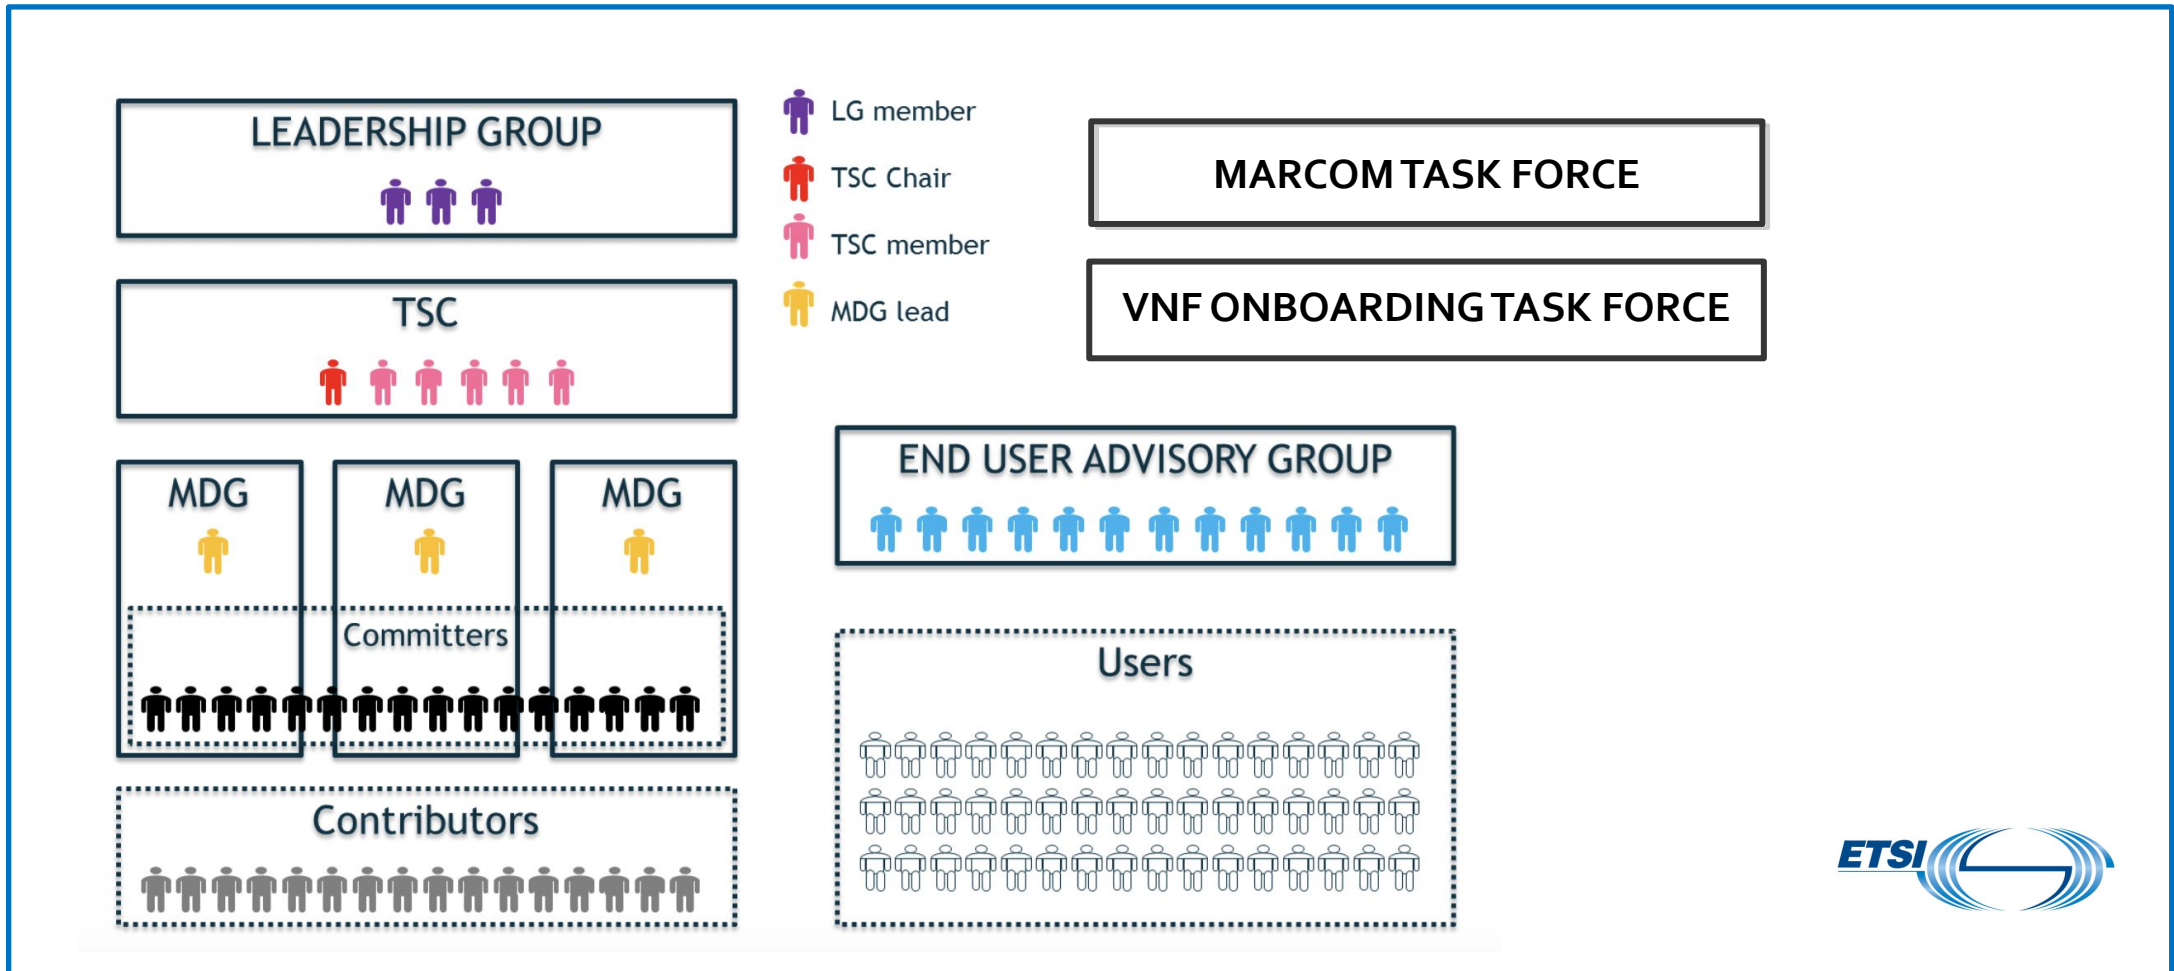 LEADERSHIP GROUP
LG member
TSC Chair
TSC member
MDG lead
MARCOM TASK FORCE
VNF ONBOARDING TASK FORCE
TSC
MDG
MDG
MDG
Committers
Contributors
END USER ADVISORY GROUP
Users
ETSI